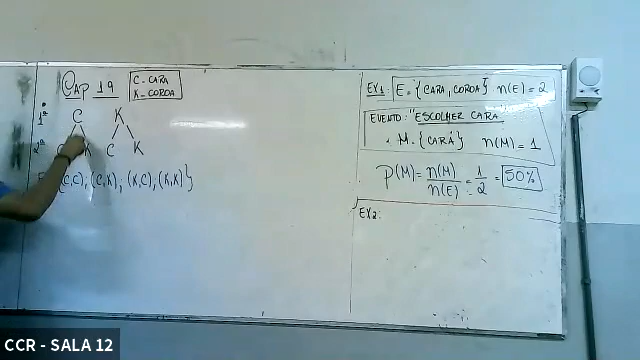 Cap 19
C - CARA
K - COROA
1ª C K
2ª K C K
(C,C); (C,K); (K,C); (K,K)}
EX1: E = {CARA, COROA} n(E) = 2
EVENTO: "ESCOLHER CARA
M = {CARA} n(M) = 1
P(M) = n(M)/n(E) = 1/2 = 50%
EX2:
CCR - SALA 12